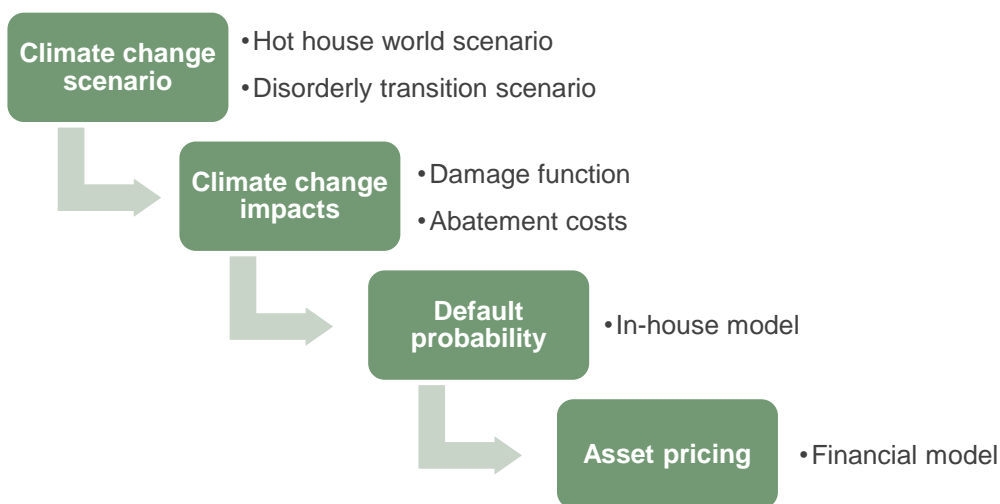 Climate change
scenario
•Hot house world scenario
•Disorderly transition scenario
Climate change
impacts
•Damage function
•Abatement costs
Default
probability
•In-house model
Asset pricing
•Financial model